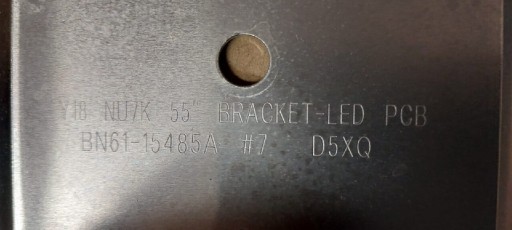 Y18 NU7K 55' BRACKET-LED PCB
BN61-15485A #7 D5XQ